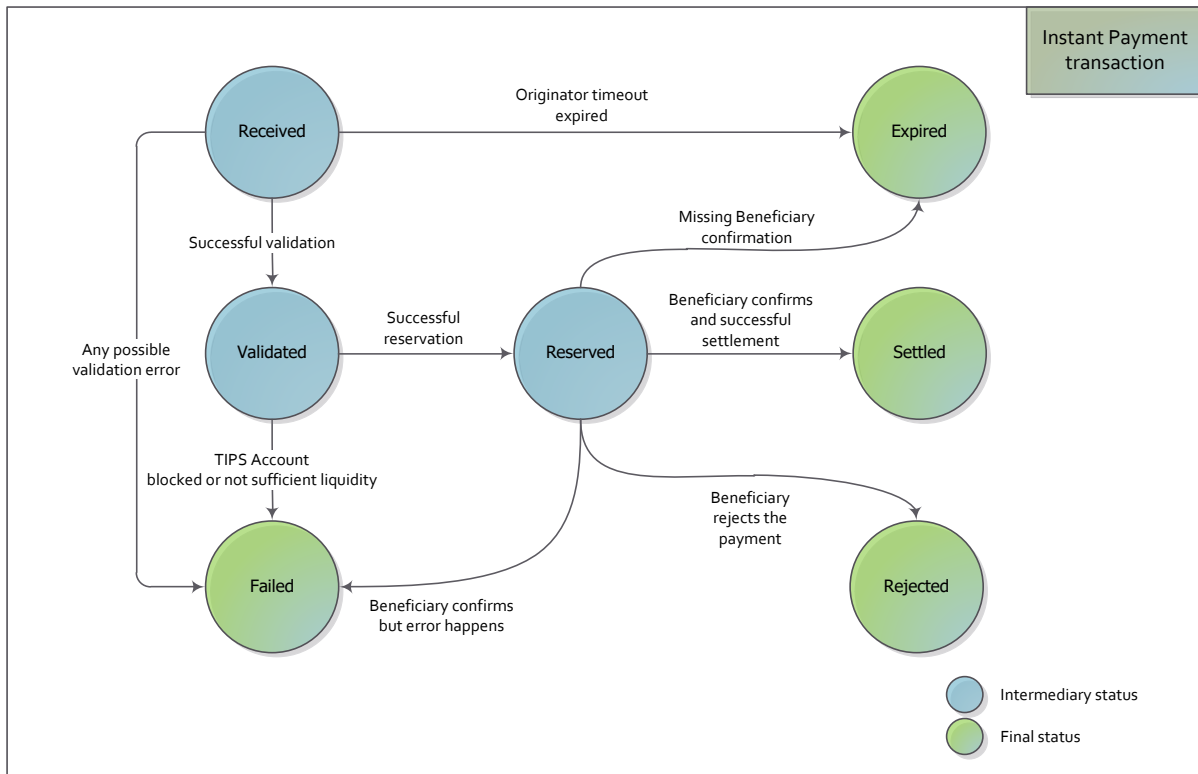 Instant Payment
transaction
Originator timeout
expired
Received
Expired
Missing Beneficiary
confirmation
Successful validation
Beneficiary confirms
and successful
settlement
Successful
reservation
Any possible
validation error
Validated
Reserved
Settled
TIPS Account
blocked or not sufficient liquidity
Beneficiary
rejects the
payment
Failed
Rejected
Beneficiary confirms
but error happens
Intermediary status
Final status